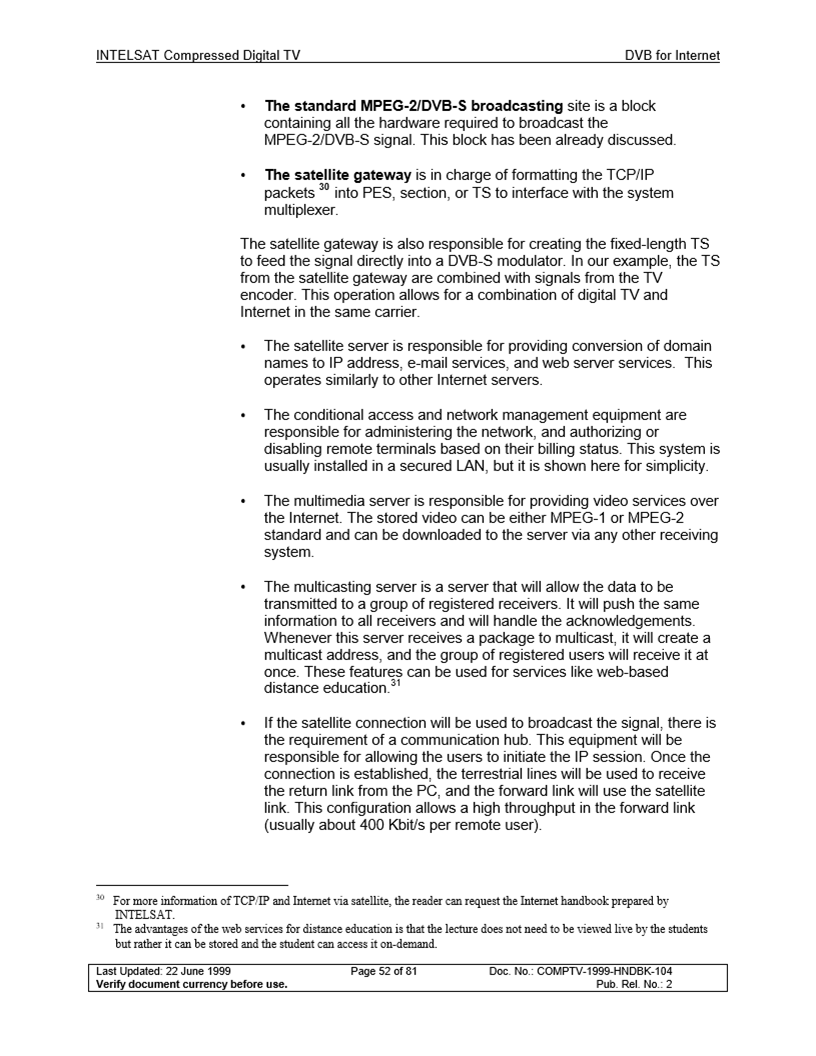 INTELSAT Compressed Digital TV DVB for Internet
• The standard MPEG-2/DVB-S broadcasting site is a block
containing all the hardware required to broadcast the
MPEG-2/DVB-S signal. This block has been already discussed.
• The satellite gateway is in charge of formatting the TCP/IP
packets 30 into PES, section, or TS to interface with the system
multiplexer.
The satellite gateway is also responsible for creating the fixed-length TS
to feed the signal directly into a DVB-S modulator. In our example, the TS
from the satellite gateway are combined with signals from the TV
encoder. This operation allows for a combination of digital TV and
Internet in the same carrier.
• The satellite server is responsible for providing conversion of domain
names to IP address, e-mail services, and web server services. This
operates similarly to other Internet servers.
• The conditional access and network management equipment are
responsible for administering the network, and authorizing or
disabling remote terminals based on their billing status. This system is
usually installed in a secured LAN, but it is shown here for simplicity.
• The multimedia server is responsible for providing video services over
the Internet. The stored video can be either MPEG-1 or MPEG-2
standard and can be downloaded to the server via any other receiving
system.
• The multicasting server is a server that will allow the data to be
transmitted to a group of registered receivers. It will push the same
information to all receivers and will handle the acknowledgements.
Whenever this server receives a package to multicast, it will create a
multicast address, and the group of registered users will receive it at
once. These features can be used for services like web-based
distance education.31
• If the satellite connection will be used to broadcast the signal, there is
the requirement of a communication hub. This equipment will be
responsible for allowing the users to initiate the IP session. Once the
connection is established, the terrestrial lines will be used to receive
the return link from the PC, and the forward link will use the satellite
link. This configuration allows a high throughput in the forward link
(usually about 400 Kbit/s per remote user).
30 For more information of TCP/IP and Internet via satellite, the reader can request the Internet handbook prepared by
INTELSAT.
31 The advantages of the web services for distance education is that the lecture does not need to be viewed live by the students
but rather it can be stored and the student can access it on-demand.
Last Updated: 22 June 1999 Page 52 of 81 Doc. No.: COMPTV-1999-HNDBK-104
Verify document currency before use. Pub. Rel. No.: 2